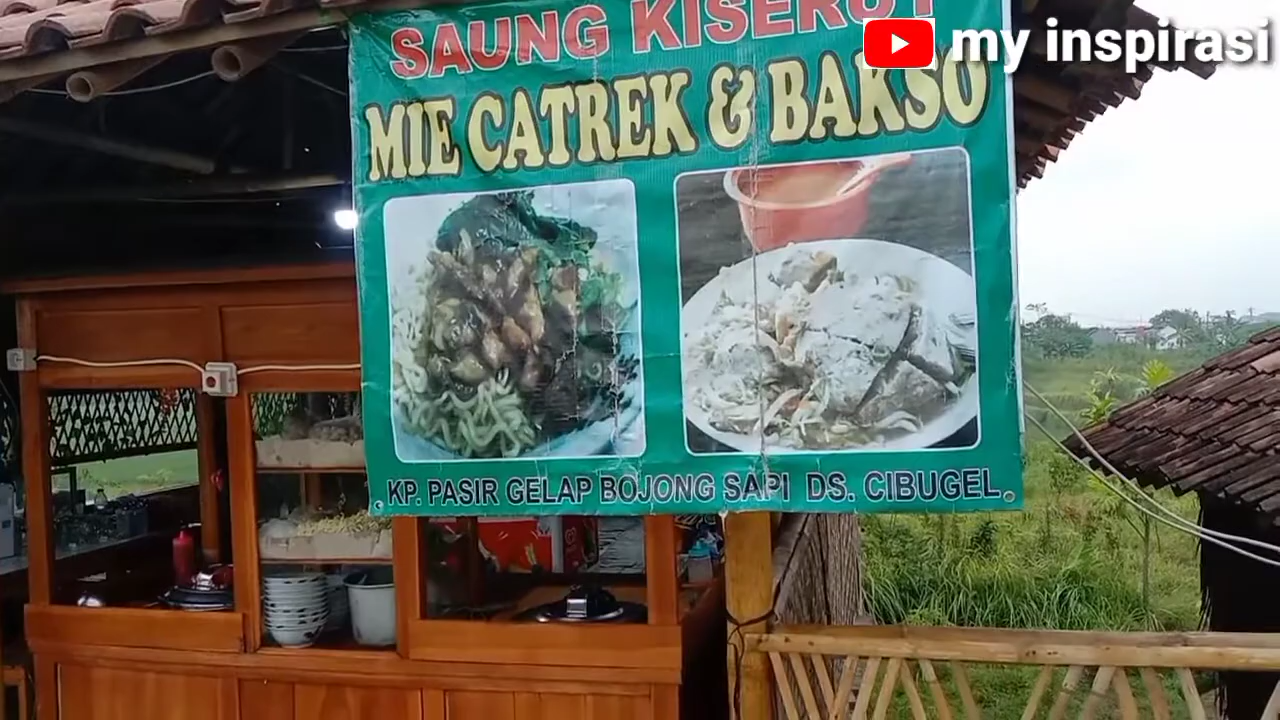 my inspirasi
SAUNG KISERUT
MIE CATREK & BAKSO
KP. PASIR GELAP BOJONG SAPI DS. CIBUGEL